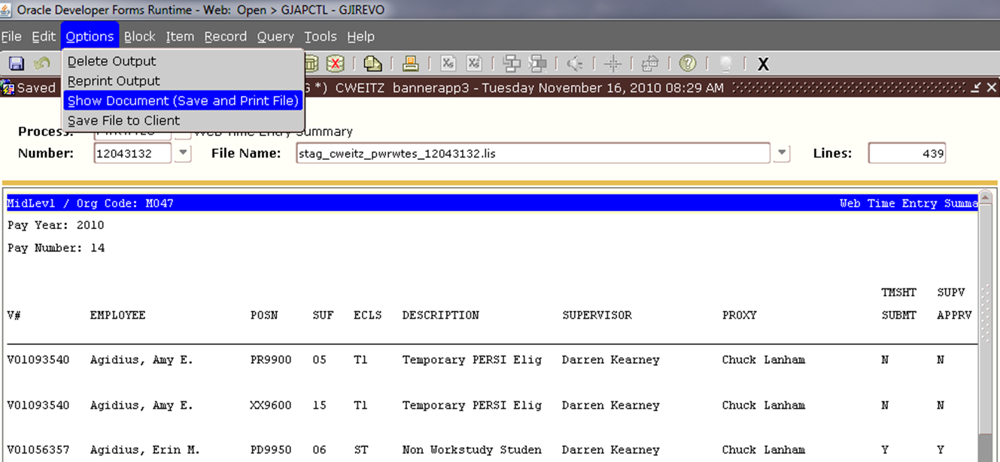 Oracle Developer Forms Runtime - Web: Open > GJAPCTL - GJIREVO
File Edit Options Block Item Record Query Tools Help
Delete Output
Reprint Output
Show Document (Save and Print File)
Save File to Client
X
Saved *) CWEITZ bannerapp3 - Tuesday November 16, 2010 08:29 AM
Process: Web Time Entry Summary
Number: 12043132 File Name: stag_cweitz_pwrwtes_12043132.lis Lines: 439
MidLevl / Org Code: M047 Web Time Entry Summa
Pay Year: 2010
Pay Number: 14
TMSHT SUPV
V# EMPLOYEE POSN SUF ECLS DESCRIPTION SUPERVISOR PROXY SUBMT APPRV
V01093540 Agidius, Amy E. PR9900 05 T1 Temporary PERSI Elig Darren Kearney Chuck Lanham N N
V01093540 Agidius, Amy E. XX9600 15 T1 Temporary PERSI Elig Darren Kearney Chuck Lanham N N
V01056357 Agidius, Erin M. PD9950 06 ST Non Workstudy Studen Darren Kearney Chuck Lanham Y Y